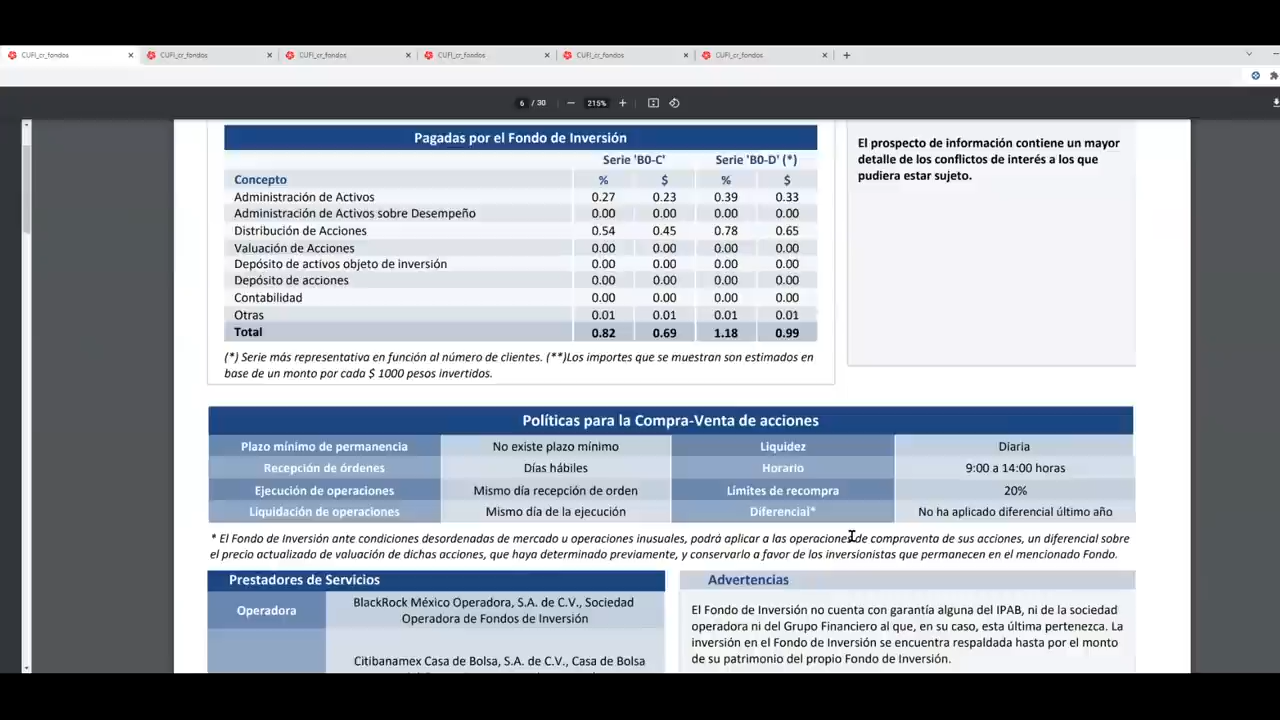 CUFI_cr_fondos CUFI_cr_fondos CUFI_cr_fondos CUFI_cr_fondos CUFI_cr_fondos CUFI_cr_fondos
6 / 30 215%
Pagadas por el Fondo de Inversión
Serie 'B0-C' Serie 'B0-D' (*)
Concepto % $ % $
Administración de Activos 0.27 0.23 0.39 0.33
Administración de Activos sobre Desempeño 0.00 0.00 0.00 0.00
Distribución de Acciones 0.54 0.45 0.78 0.65
Valuación de Acciones 0.00 0.00 0.00 0.00
Depósito de activos objeto de inversión 0.00 0.00 0.00 0.00
Depósito de acciones 0.00 0.00 0.00 0.00
Contabilidad 0.00 0.00 0.00 0.00
Otras 0.01 0.01 0.01 0.01
Total 0.82 0.69 1.18 0.99
(*) Serie más representativa en función al número de clientes. (**)Los importes que se muestran son estimados en
base de un monto por cada $ 1000 pesos invertidos.
El prospecto de información contiene un mayor
detalle de los conflictos de interés a los que
pudiera estar sujeto.
Políticas para la Compra-Venta de acciones
Plazo mínimo de permanencia No existe plazo mínimo Liquidez Diaria
Recepción de órdenes Días hábiles Horario 9:00 a 14:00 horas
Ejecución de operaciones Mismo día recepción de orden Límites de recompra 20%
Liquidación de operaciones Mismo día de la ejecución Diferencial* No ha aplicado diferencial último año
* El Fondo de Inversión ante condiciones desordenadas de mercado u operaciones inusuales, podrá aplicar a las operaciones de compraventa de sus acciones, un diferencial sobre
el precio actualizado de valuación de dichas acciones, que haya determinado previamente, y conservarlo a favor de los inversionistas que permanecen en el mencionado Fondo.
Prestadores de Servicios
Operadora
BlackRock México Operadora, S.A. de C.V., Sociedad
Operadora de Fondos de Inversión
Citibanamex Casa de Bolsa, S.A. de C.V., Casa de Bolsa
Advertencias
El Fondo de Inversión no cuenta con garantía alguna del IPAB, ni de la sociedad
operadora ni del Grupo Financiero al que, en su caso, esta última pertenezca. La
inversión en el Fondo de Inversión se encuentra respaldada hasta por el monto
de su patrimonio del propio Fondo de Inversión.